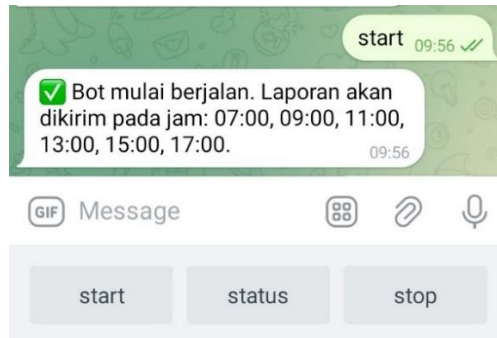 start 09:56
✅ Bot mulai berjalan. Laporan akan
dikirim pada jam: 07:00, 09:00, 11:00,
13:00, 15:00, 17:00. 09:56
GIF Message
start status stop